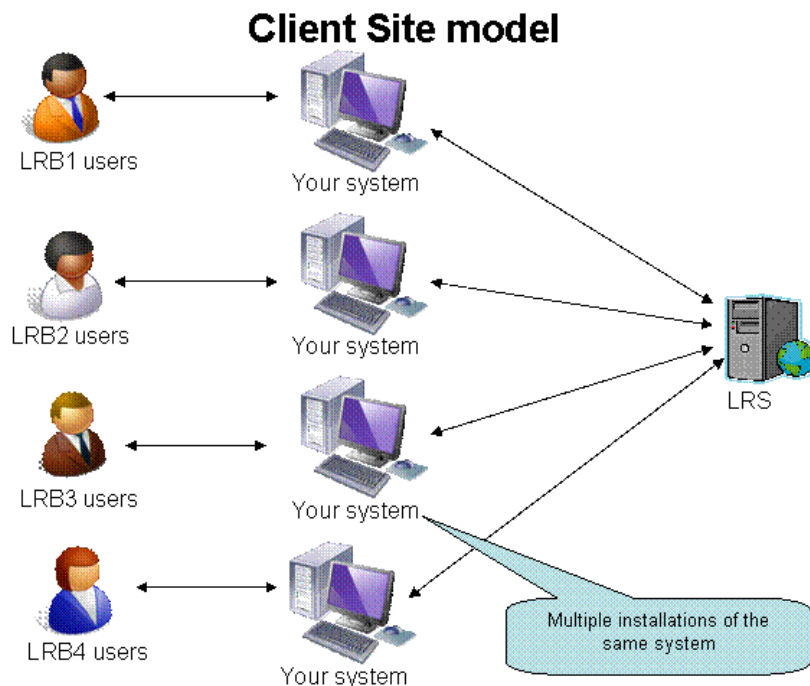 Client Site model
LRB1 users
Your system
LRB2 users
Your system
LRS
LRB3 users
Your system
Multiple installations of the
same system
LRB4 users
Your system